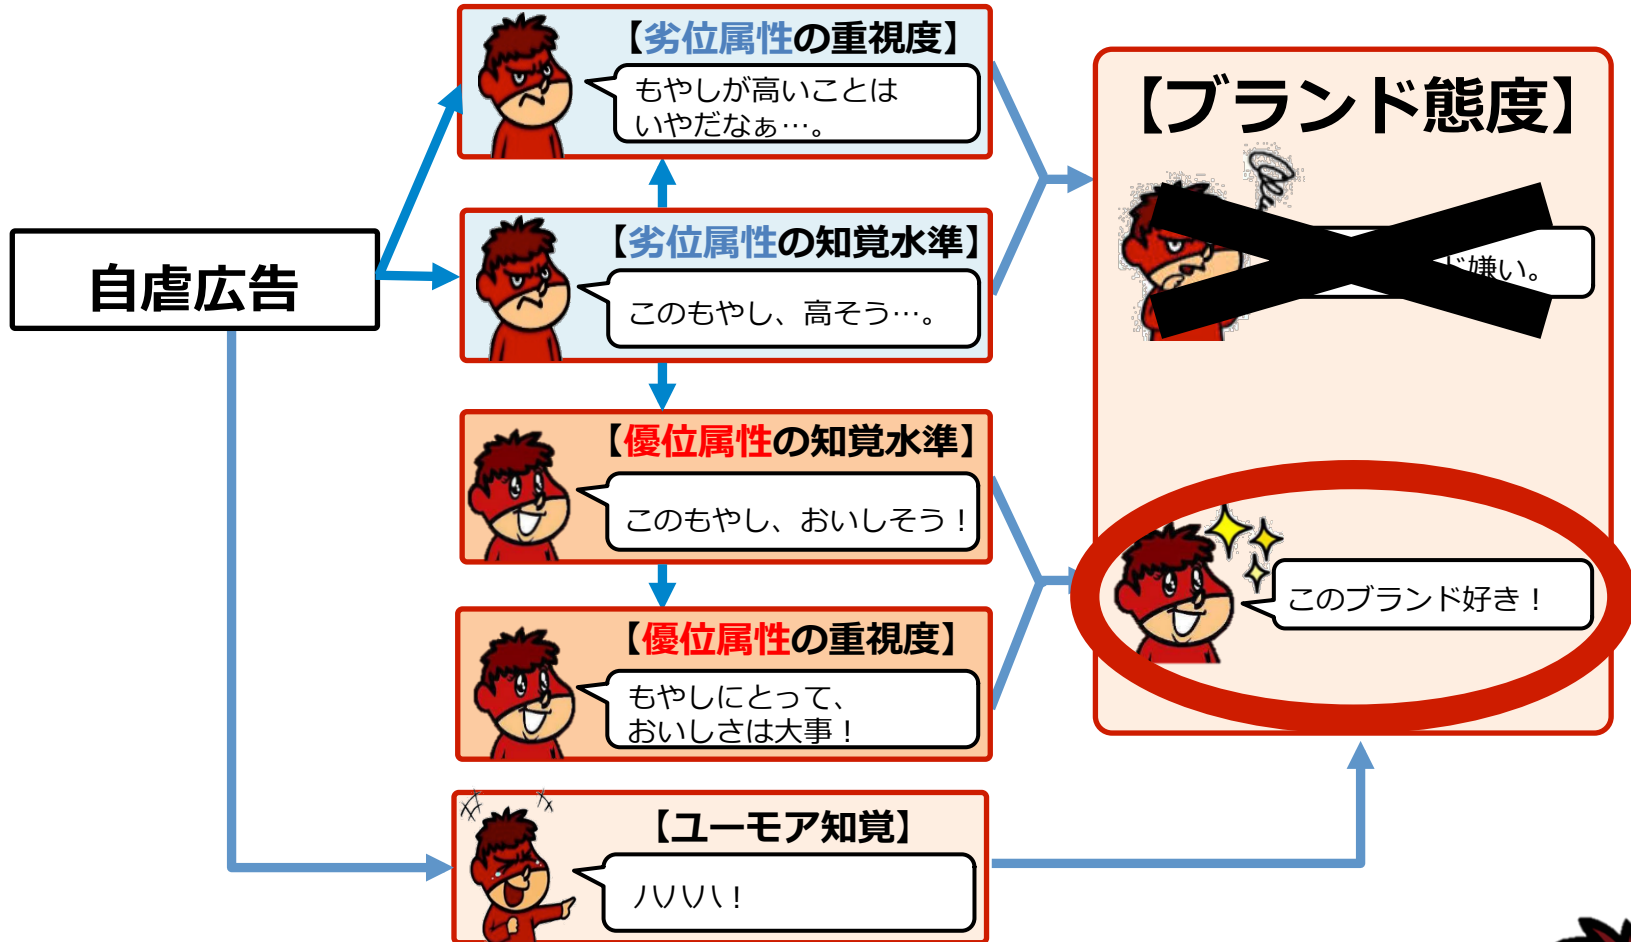 【劣位属性の重視度】
もやしが高いことは
いやだなぁ…。
【劣位属性の知覚水準】
このもやし、高そう…。
自虐広告
【優位属性の知覚水準】
このもやし、おいしそう！
【優位属性の重視度】
もやしにとって、
おいしさは大事！
【ユーモア知覚】
ハハハ！
【ブランド態度】
嫌い。
このブランド好き！